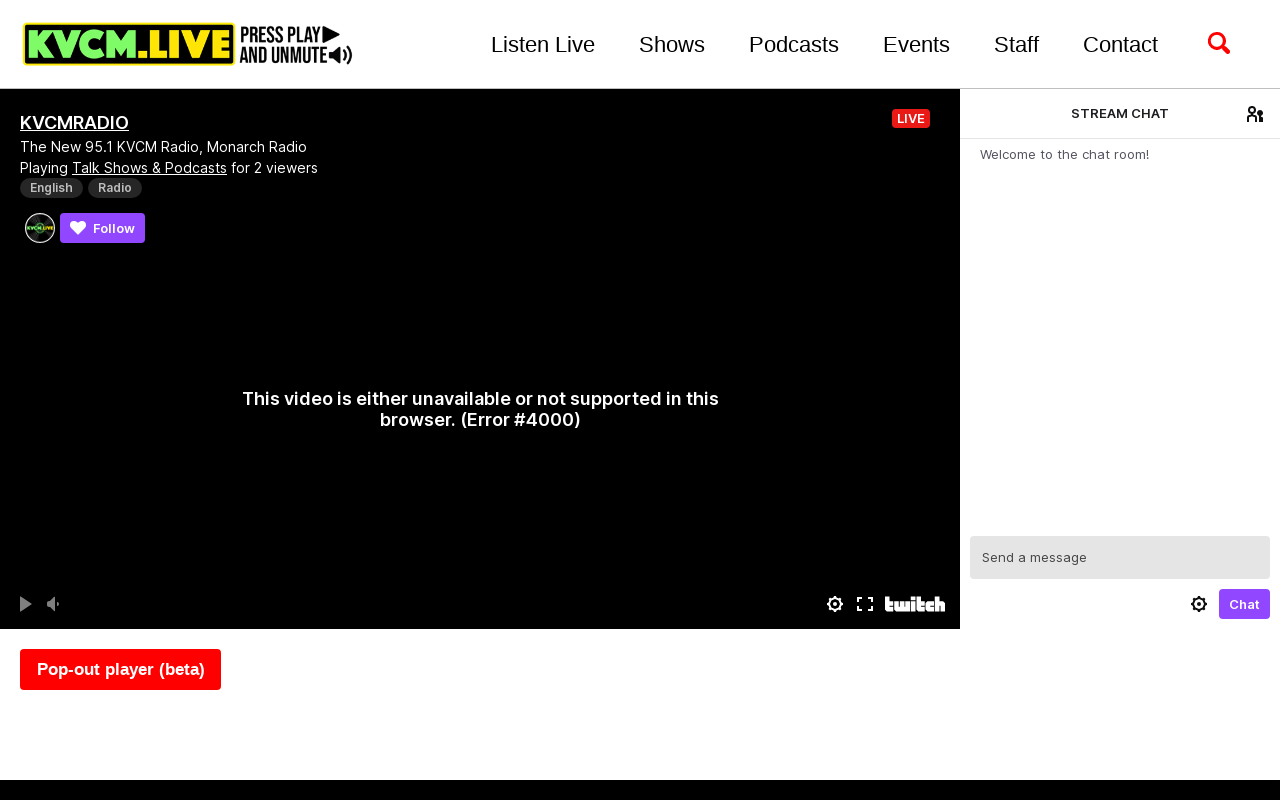 KVCM.LIVE
PRESS PLAY
AND UNMUTE
Listen Live
Shows
Podcasts
Events
Staff
Contact
KVCMRADIO
LIVE
The New 95.1 KVCM Radio, Monarch Radio
Playing Talk Shows & Podcasts for 2 viewers
English
Radio
KVCM.LIVE
Follow
This video is either unavailable or not supported in this
browser. (Error #4000)
twitch
STREAM CHAT
Welcome to the chat room!
Send a message
Chat
Pop-out player (beta)